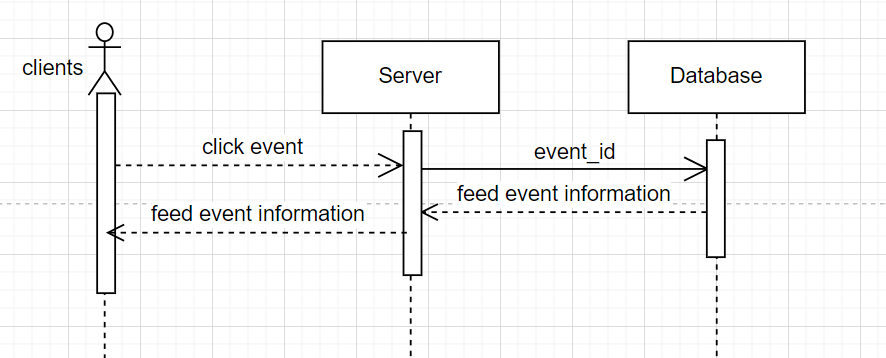 clients
Server
Database
click event
event_id
feed event information
feed event information